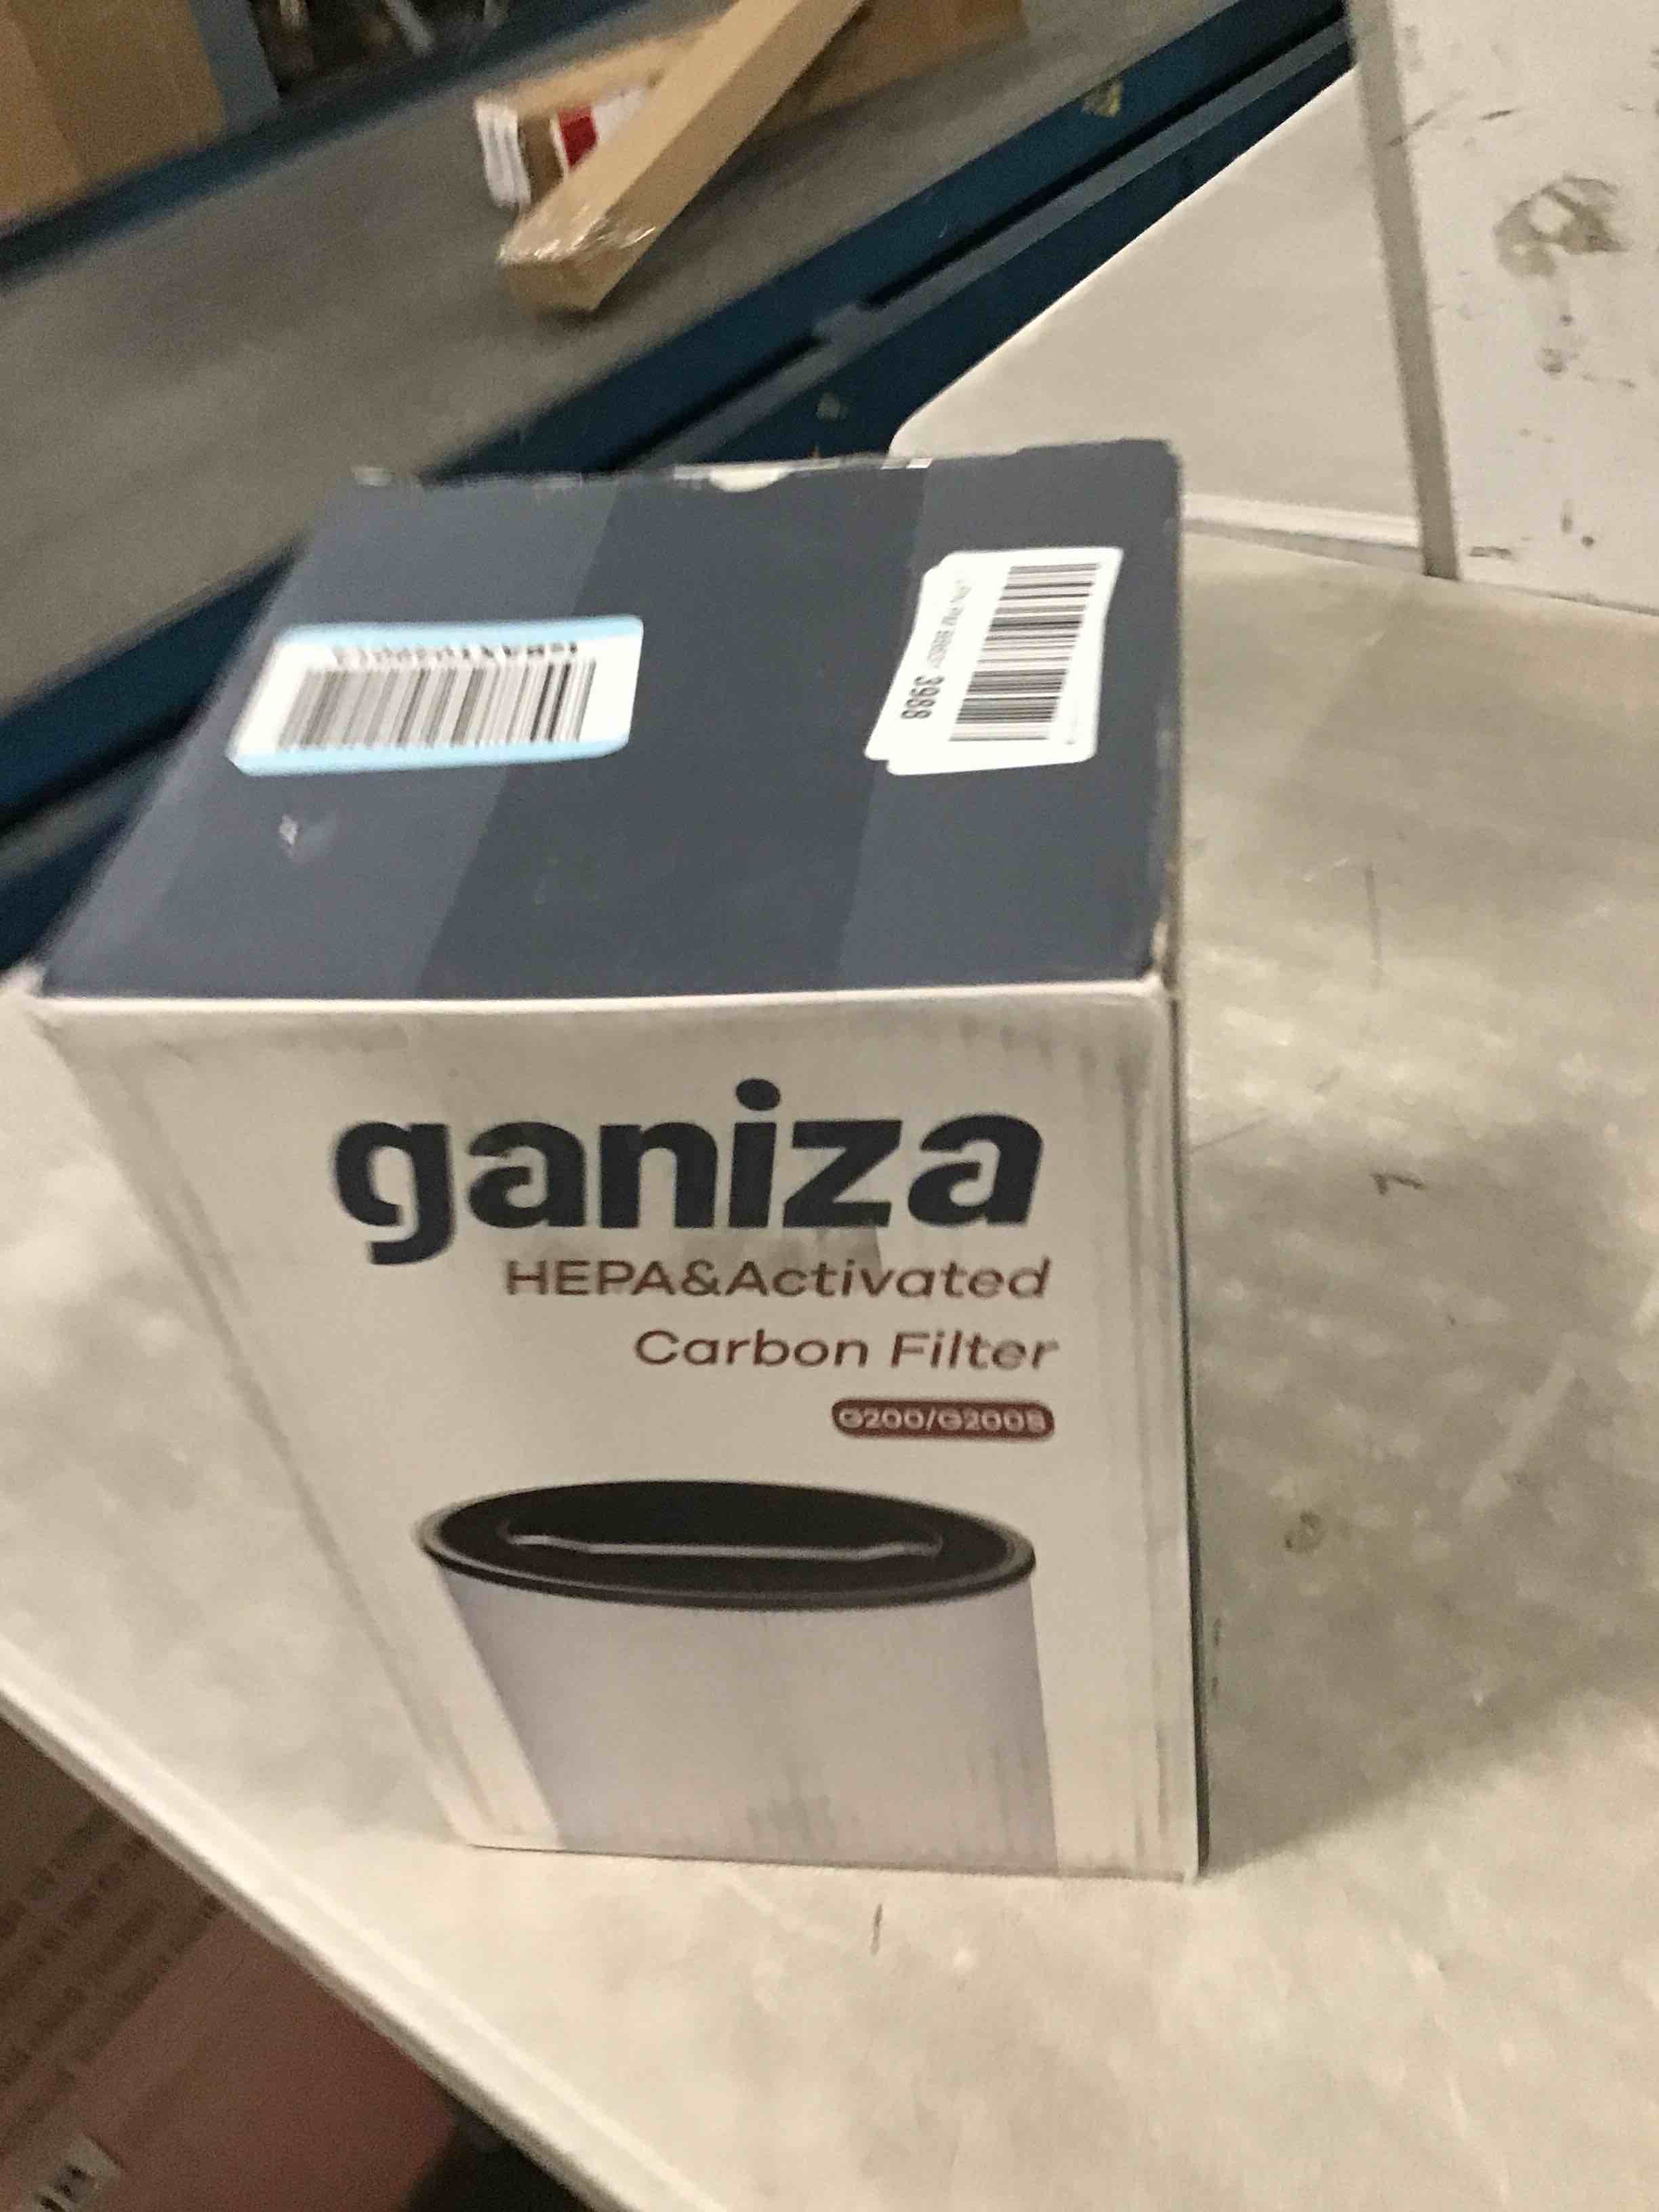 3988
ganiza
HEPA&Activated
Carbon Filter
G200/G200S